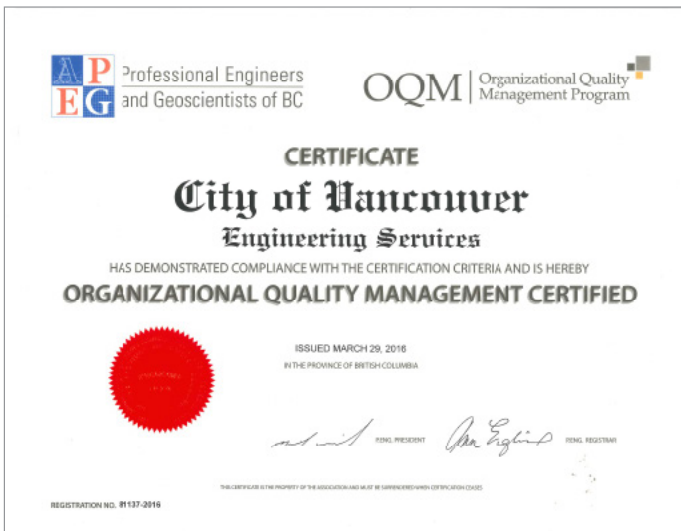 A P
E G
Professional Engineers
and Geoscientists of BC
OQM
Organizational Quality
Management Program
CERTIFICATE
City of Vancouver
Engineering Services
HAS DEMONSTRATED COMPLIANCE WITH THE CERTIFICATION CRITERIA AND IS HEREBY
ORGANIZATIONAL QUALITY MANAGEMENT CERTIFIED
ISSUED MARCH 29, 2016
IN THE PROVINCE OF BRITISH COLUMBIA
P.ENG. PRESIDENT
P.ENG. REGISTRAR
THIS CERTIFICATE IS THE PROPERTY OF THE ASSOCIATION AND MUST BE SURRENDERED WHEN CERTIFICATION CEASES
REGISTRATION NO. 81137-2016